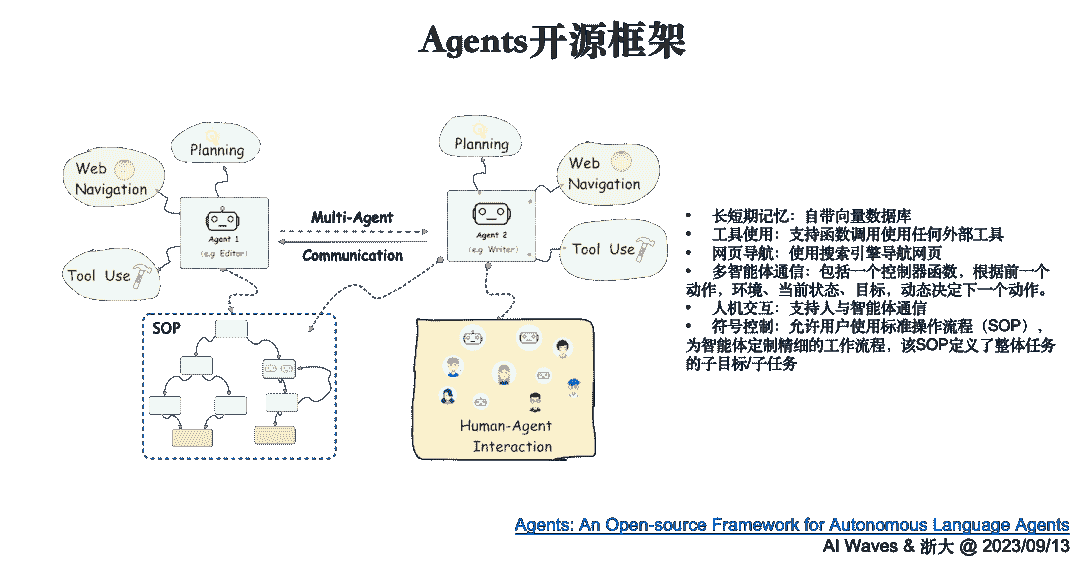 Agents开源框架
Planning
Web
Navigation
Tool Use
Agent 1
(e.g Editor)
Multi-Agent
Communication
Planning
Web
Navigation
Tool Use
Agent 2
(e.g Writer)
SOP
Human-Agent
Interaction
• 长短期记忆：自带向量数据库
• 工具使用：支持函数调用使用任何外部工具
• 网页导航：使用搜索引擎导航网页
• 多智能体通信：包括一个控制器函数，根据前一个
动作，环境、当前状态、目标，动态决定下一个动作。
• 人机交互：支持人与智能体通信
• 符号控制：允许用户使用标准操作流程（SOP），
为智能体定制精细的工作流程，该SOP定义了整体任务
的子目标/子任务
Agents: An Open-source Framework for Autonomous Language Agents
AI Waves & 浙大 @ 2023/09/13